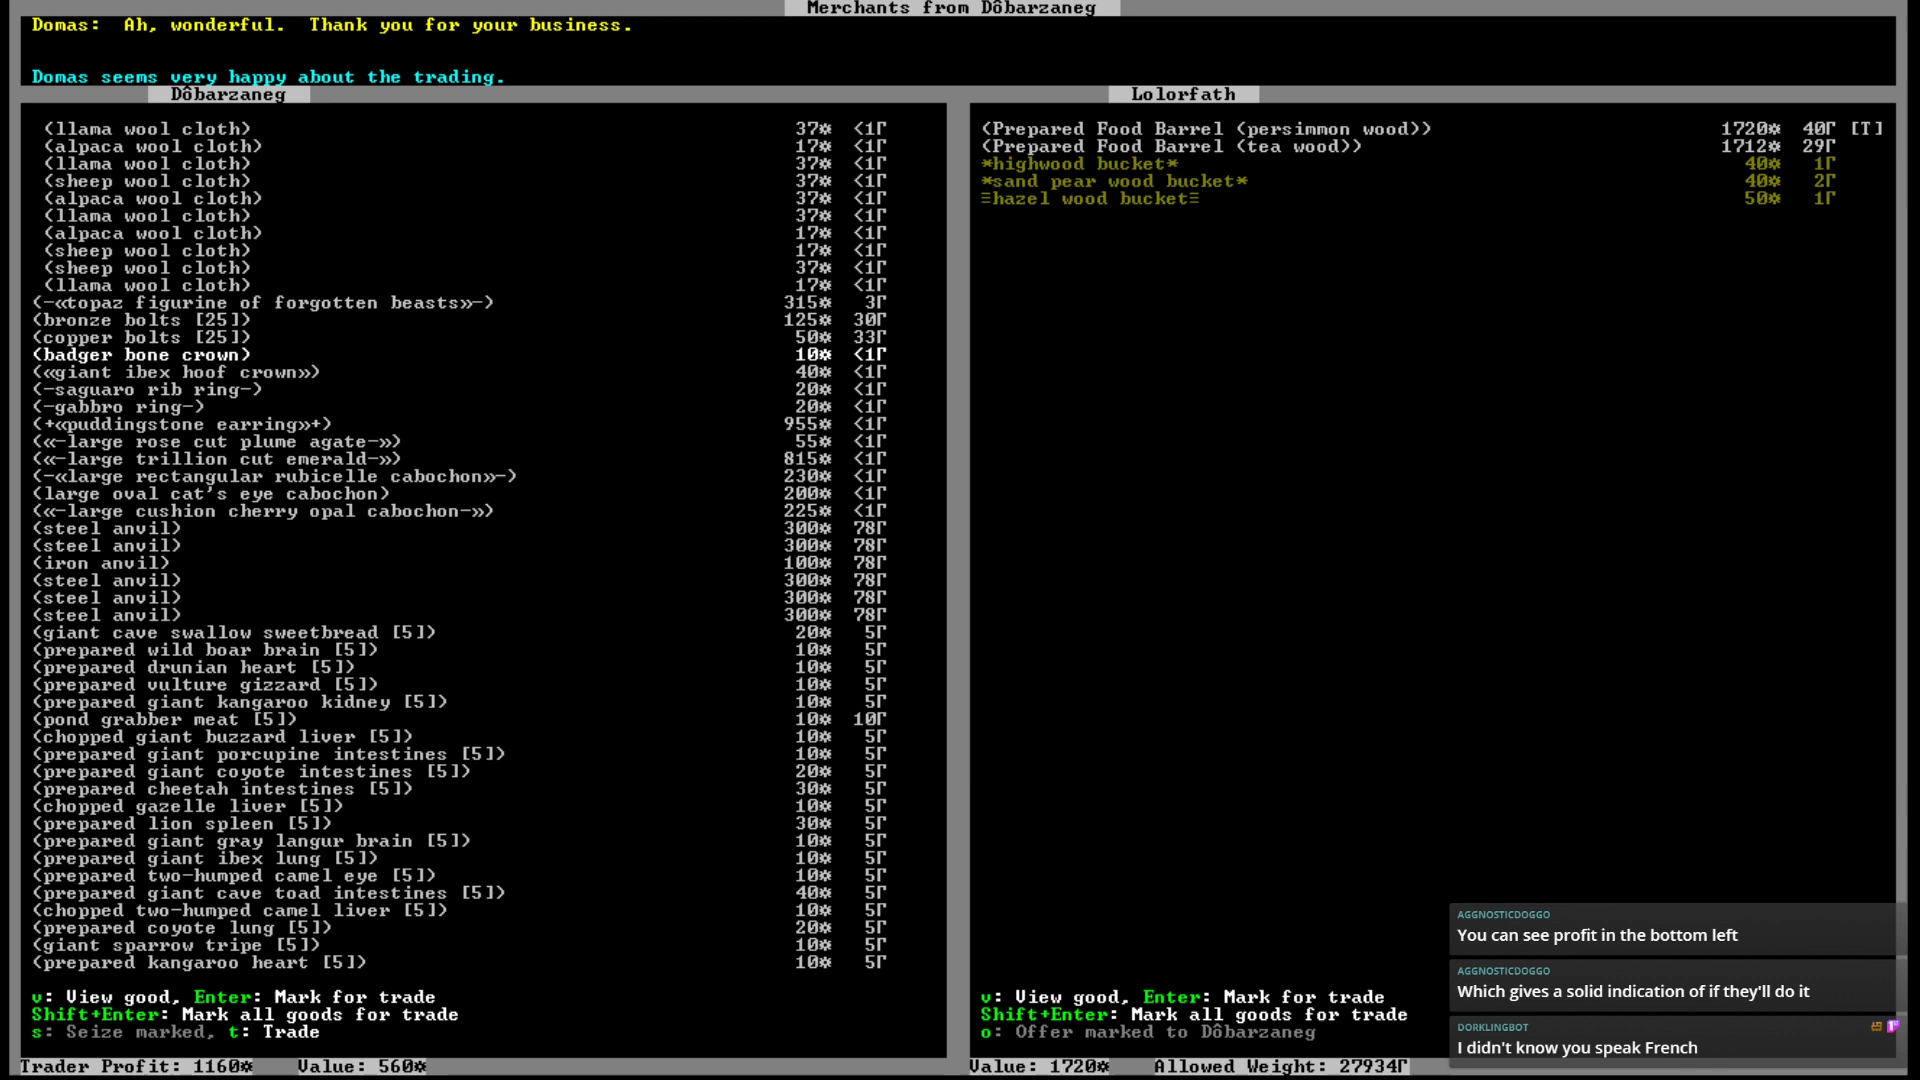 Merchants from Dôbarzaneg
Domas:  Ah, wonderful.  Thank you for your business.
Domas seems very happy about the trading.
Dôbarzaneg
(llama wool cloth) 37☼ <1Γ
(alpaca wool cloth) 17☼ <1Γ
(llama wool cloth) 37☼ <1Γ
(sheep wool cloth) 37☼ <1Γ
(alpaca wool cloth) 37☼ <1Γ
(llama wool cloth) 37☼ <1Γ
(alpaca wool cloth) 17☼ <1Γ
(sheep wool cloth) 17☼ <1Γ
(sheep wool cloth) 37☼ <1Γ
(llama wool cloth) 17☼ <1Γ
(-«topaz figurine of forgotten beasts»-) 315☼ 3Γ
(bronze bolts [25]) 125☼ 30Γ
(copper bolts [25]) 50☼ 33Γ
(badger bone crown) 10☼ <1Γ
(«giant ibex hoof crown») 40☼ <1Γ
(-saguaro rib ring-) 20☼ <1Γ
(-gabbro ring-) 20☼ <1Γ
(+«puddingstone earring»+) 955☼ <1Γ
(«-large rose cut plume agate-») 55☼ <1Γ
(«-large trillion cut emerald-») 815☼ <1Γ
(-«large rectangular rubicelle cabochon»-) 230☼ <1Γ
(large oval cat's eye cabochon) 200☼ <1Γ
(«-large cushion cherry opal cabochon-») 225☼ <1Γ
(steel anvil) 300☼ 78Γ
(steel anvil) 300☼ 78Γ
(iron anvil) 100☼ 78Γ
(steel anvil) 300☼ 78Γ
(steel anvil) 300☼ 78Γ
(steel anvil) 300☼ 78Γ
(giant cave swallow sweetbread [5]) 20☼ 5Γ
(prepared wild boar brain [5]) 10☼ 5Γ
(prepared drunian heart [5]) 10☼ 5Γ
(prepared vulture gizzard [5]) 10☼ 5Γ
(prepared giant kangaroo kidney [5]) 10☼ 5Γ
(pond grabber meat [5]) 10☼ 10Γ
(chopped giant buzzard liver [5]) 10☼ 5Γ
(prepared giant porcupine intestines [5]) 10☼ 5Γ
(prepared giant coyote intestines [5]) 20☼ 5Γ
(prepared cheetah intestines [5]) 30☼ 5Γ
(chopped gazelle liver [5]) 10☼ 5Γ
(prepared lion spleen [5]) 30☼ 5Γ
(prepared giant gray langur brain [5]) 10☼ 5Γ
(prepared giant ibex lung [5]) 10☼ 5Γ
(prepared two-humped camel eye [5]) 10☼ 5Γ
(prepared giant cave toad intestines [5]) 40☼ 5Γ
(chopped two-humped camel liver [5]) 10☼ 5Γ
(prepared coyote lung [5]) 20☼ 5Γ
(giant sparrow tripe [5]) 10☼ 5Γ
(prepared kangaroo heart [5]) 10☼ 5Γ
v: View good, Enter: Mark for trade
Shift+Enter: Mark all goods for trade
s: Seize marked, t: Trade
Trader Profit: 1160☼ Value: 560☼
Lolorfath
(Prepared Food Barrel (persimmon wood)) 1720☼ 40Γ [T]
(Prepared Food Barrel (tea wood)) 1712☼ 29Γ
*highwood bucket* 40☼ 1Γ
*sand pear wood bucket* 40☼ 2Γ
≡hazel wood bucket≡ 50☼ 1Γ
v: View good, Enter: Mark for trade
Shift+Enter: Mark all goods for trade
o: Offer marked to Dôbarzaneg
Value: 1720☼ Allowed Weight: 27934Γ
AGGNOSTICDOGGO
You can see profit in the bottom left
AGGNOSTICDOGGO
Which gives a solid indication of if they'll do it
DORKLINGBOT
I didn't know you speak French